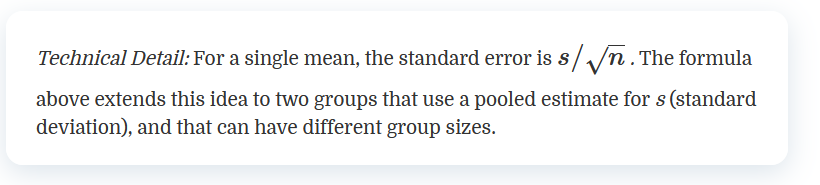 Technical Detail: For a single mean, the standard error is s/√n . The formula
above extends this idea to two groups that use a pooled estimate for s (standard
deviation), and that can have different group sizes.